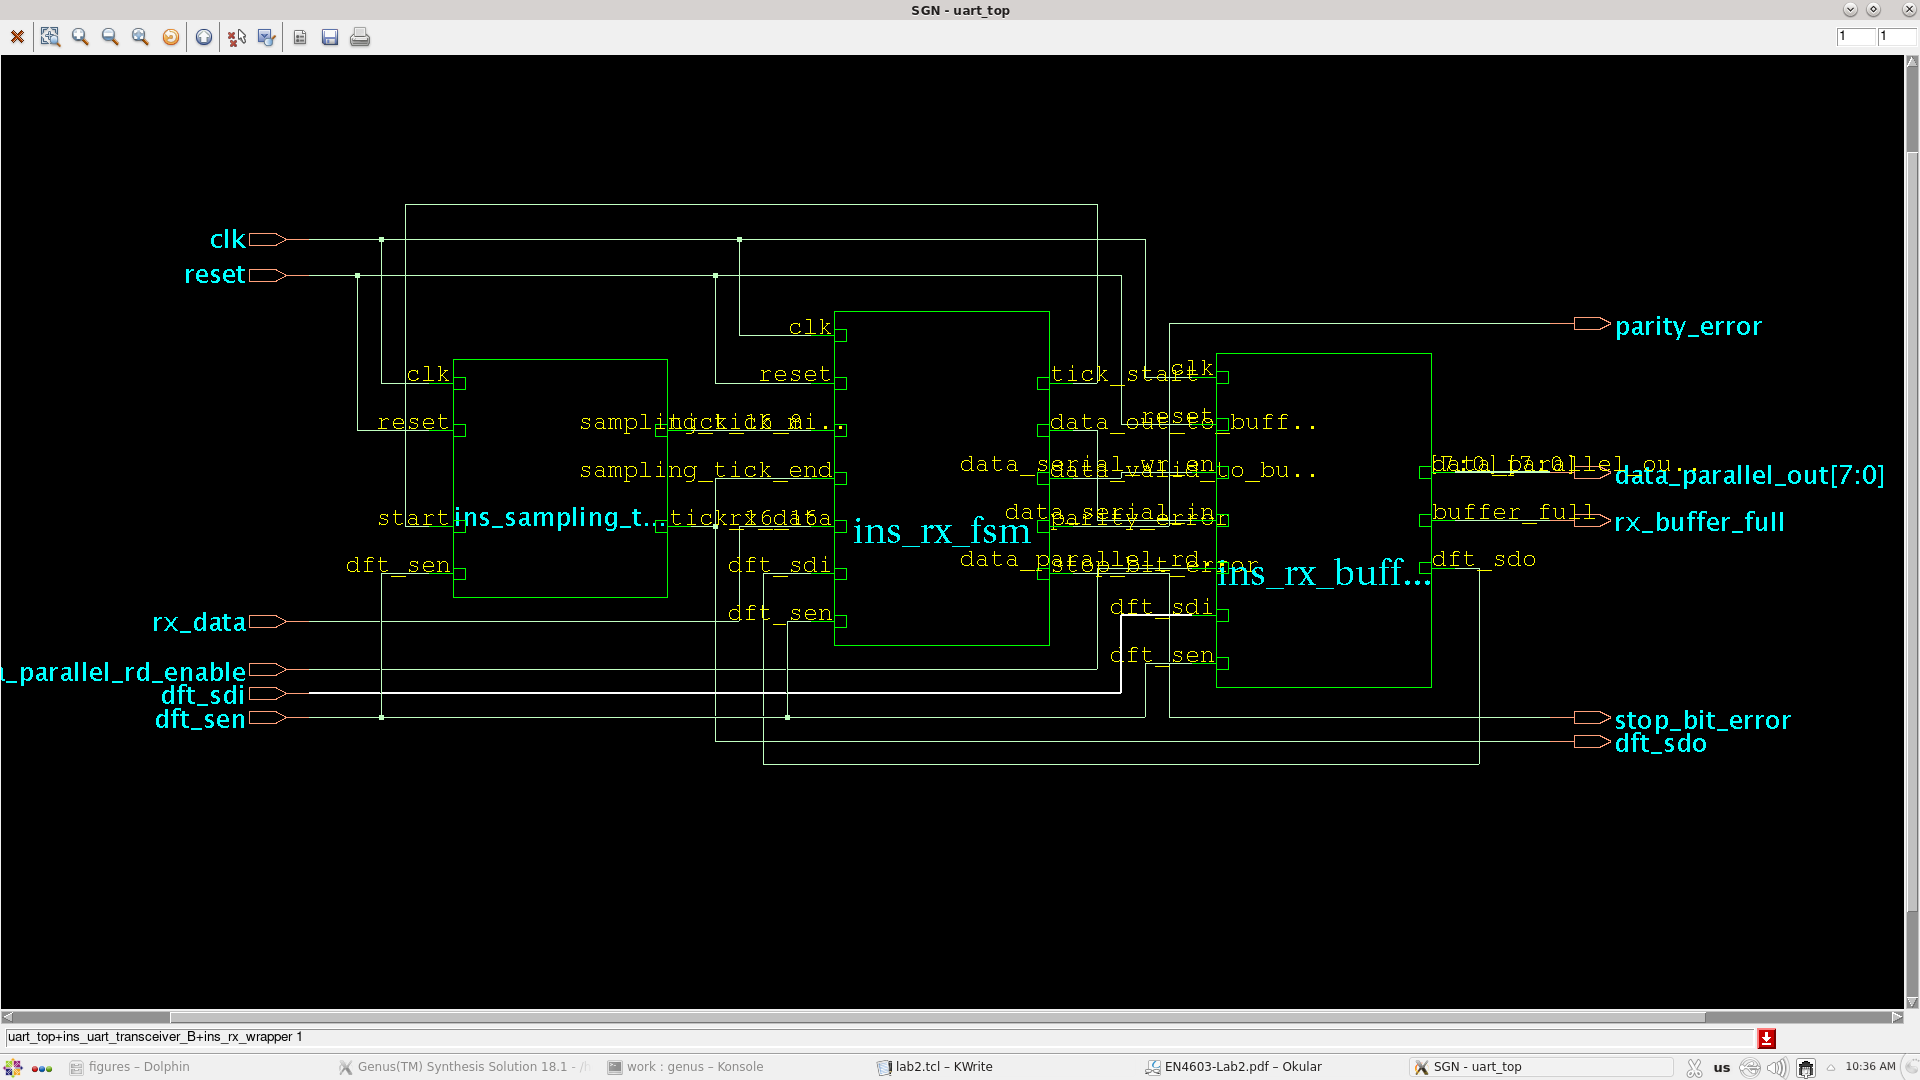 SGN - uart_top
1 1
clk
reset
parity_error
clk
reset
clk
reset
start
dft_sen
ins_sampling_t...
sampling_tick_mi..
sampling_tick_end
dft_sdi
dft_sen
ins_rx_fsm
tick_start
data_out_to_buff..
data_valid_to_bu..
parity_error
stop_bit_error
clk
reset
data_serial_wr_en
data_serial_in
data_parallel_rd..
dft_sdi
dft_sen
ins_rx_buff...
buffer_full
dft_sdo
data_parallel_out[7:0]
rx_buffer_full
rx_data
_parallel_rd_enable
dft_sdi
dft_sen
stop_bit_error
dft_sdo
uart_top+ins_uart_transceiver_B+ins_rx_wrapper 1
figures – Dolphin
Genus(TM) Synthesis Solution 18.1 - /
work : genus – Konsole
lab2.tcl – KWrite
EN4603-Lab2.pdf – Okular
SGN - uart_top
us
10:36 AM